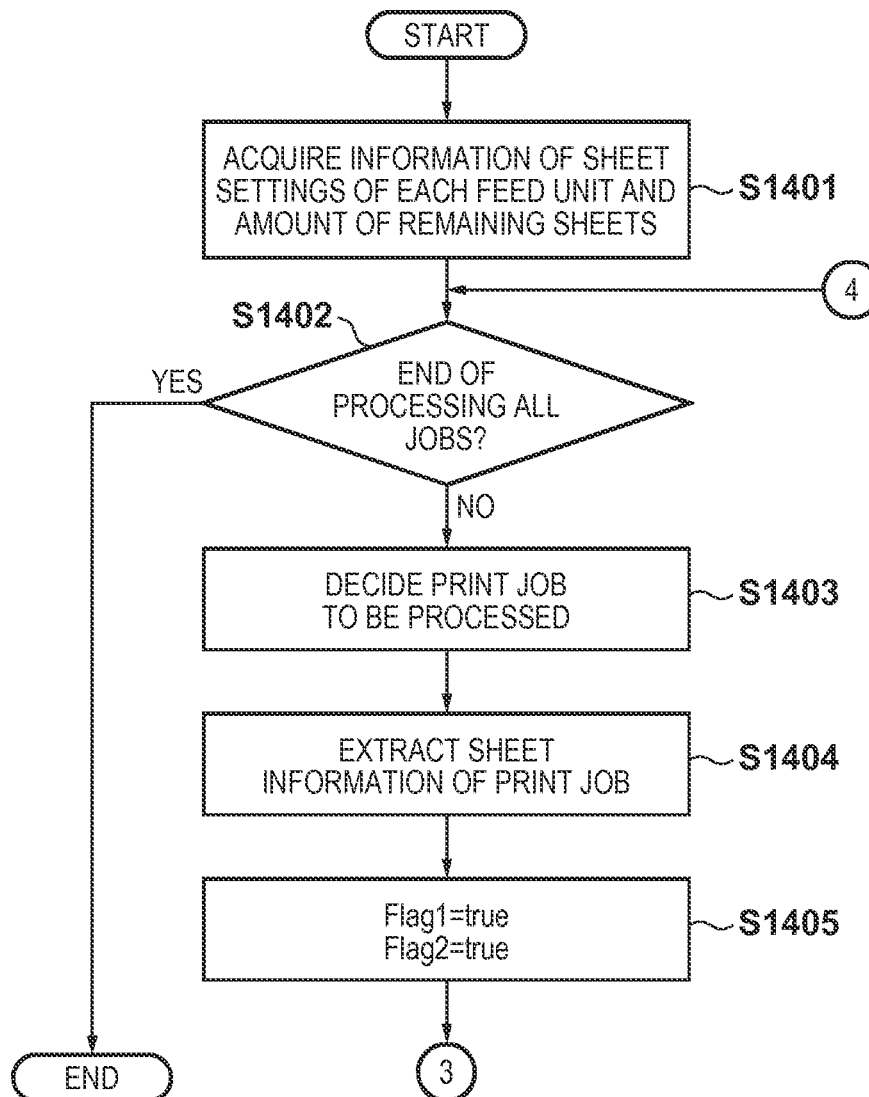 START
ACQUIRE INFORMATION OF SHEET
SETTINGS OF EACH FEED UNIT AND
AMOUNT OF REMAINING SHEETS
S1401
4
S1402
YES
END OF
PROCESSING ALL
JOBS?
NO
DECIDE PRINT JOB
TO BE PROCESSED
S1403
EXTRACT SHEET
INFORMATION OF PRINT JOB
S1404
Flag1=true
Flag2=true
S1405
END
3